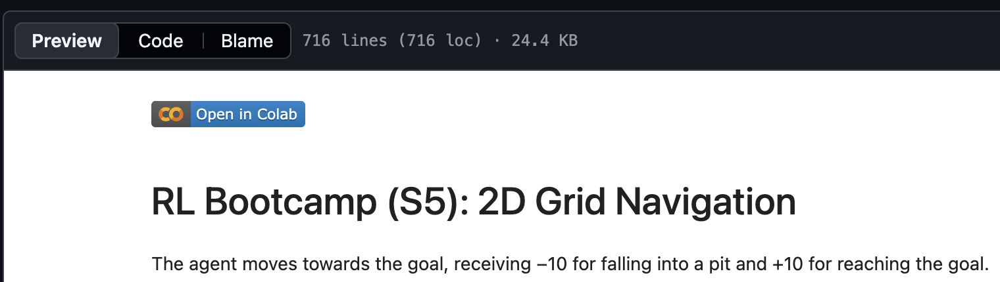 Preview Code Blame 716 lines (716 loc) · 24.4 KB
Open in Colab
RL Bootcamp (S5): 2D Grid Navigation
The agent moves towards the goal, receiving –10 for falling into a pit and +10 for reaching the goal.